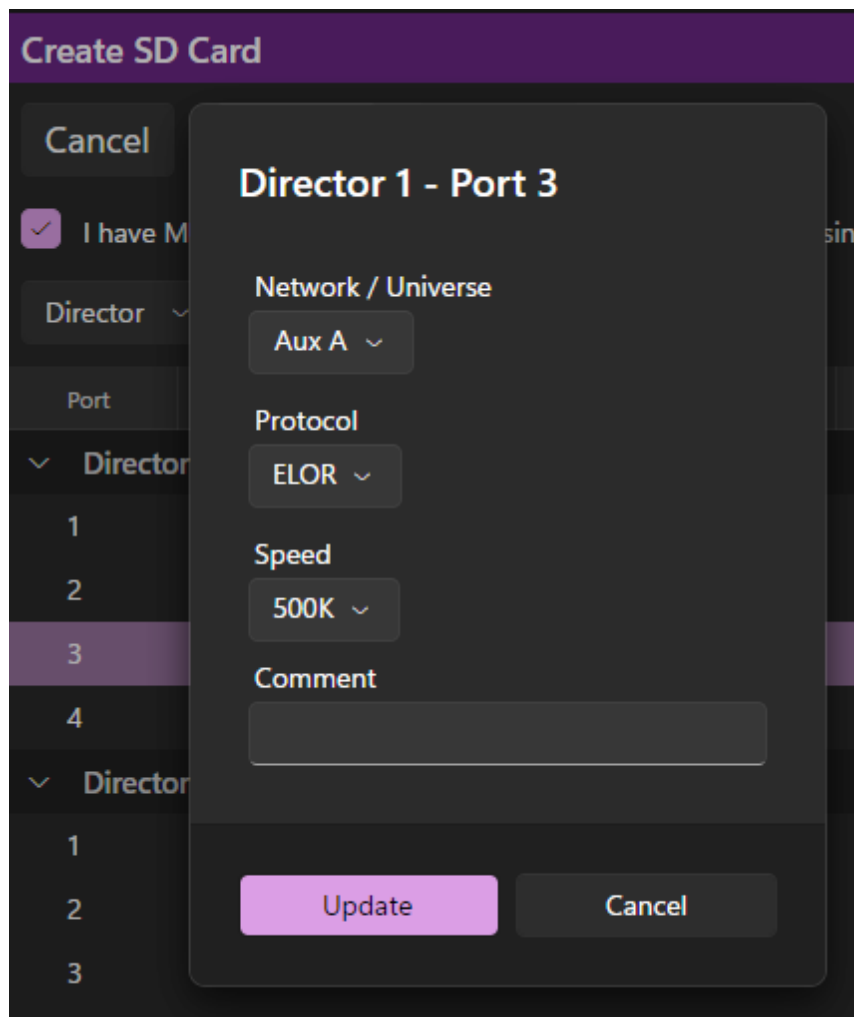 Create SD Card
Cancel
I have M
sin
Director
Port
Director
1
2
3
4
Director
1
2
3
Director 1 - Port 3
Network / Universe
Aux A
Protocol
ELOR
Speed
500K
Comment
Update
Cancel